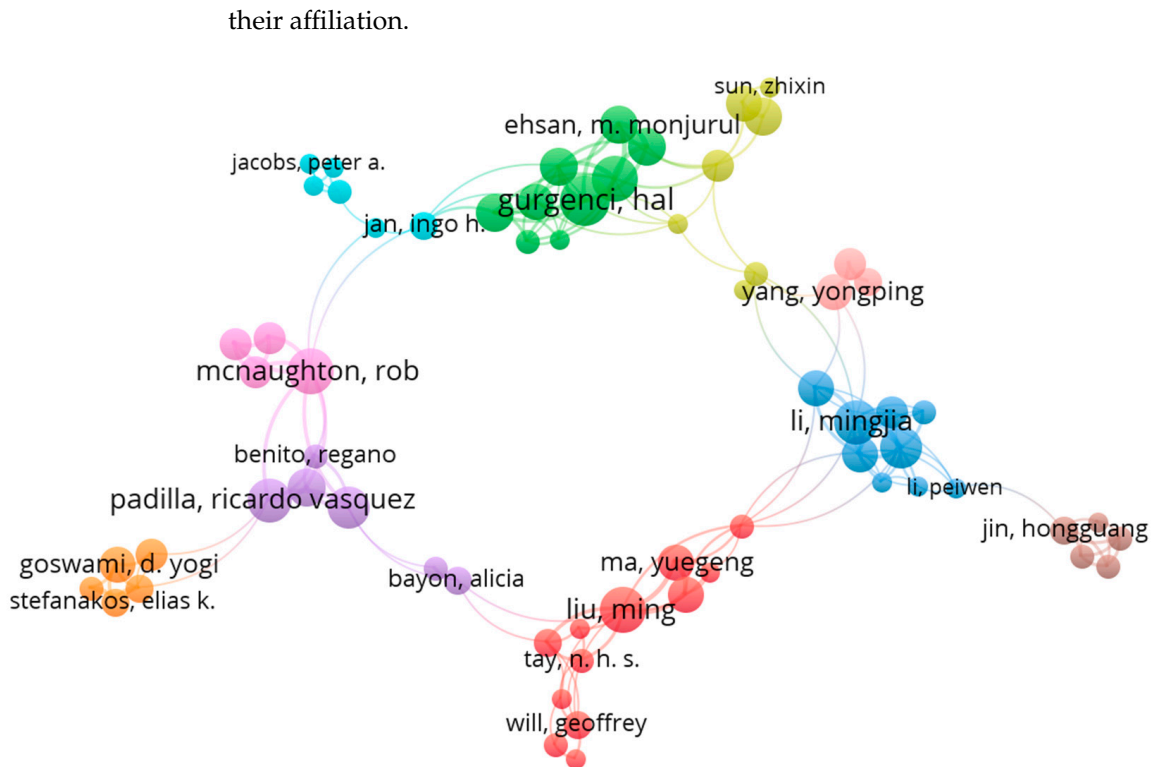 their affiliation.
sun, zhixin
ehsan, m. monjurul
jacobs, peter a.
gurgenci, hal
jan, ingo h.
yang, yongping
mcnaughton, rob
li, mingjia
benito, regano
li, peiwen
padilla, ricardo vasquez
jin, hongguang
goswami, d. yogi
ma, yuegeng
bayon, alicia
stefanakos, elias k.
liu, ming
tay, n. h. s.
will, geoffrey